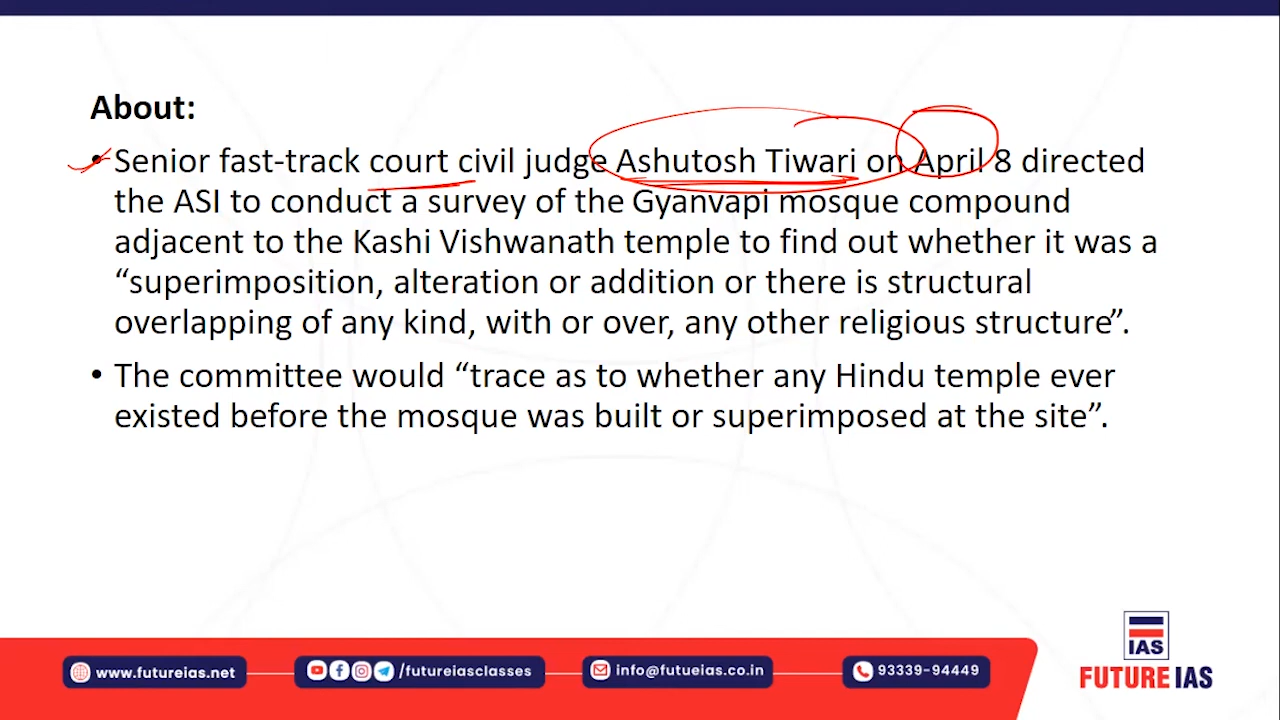 About:
• Senior fast-track court civil judge Ashutosh Tiwari on April 8 directed
the ASI to conduct a survey of the Gyanvapi mosque compound
adjacent to the Kashi Vishwanath temple to find out whether it was a
“superimposition, alteration or addition or there is structural
overlapping of any kind, with or over, any other religious structure”.
• The committee would “trace as to whether any Hindu temple ever
existed before the mosque was built or superimposed at the site”.
IAS
www.futureias.net
/futureiasclasses
info@futueias.co.in
93339-94449
FUTURE IAS